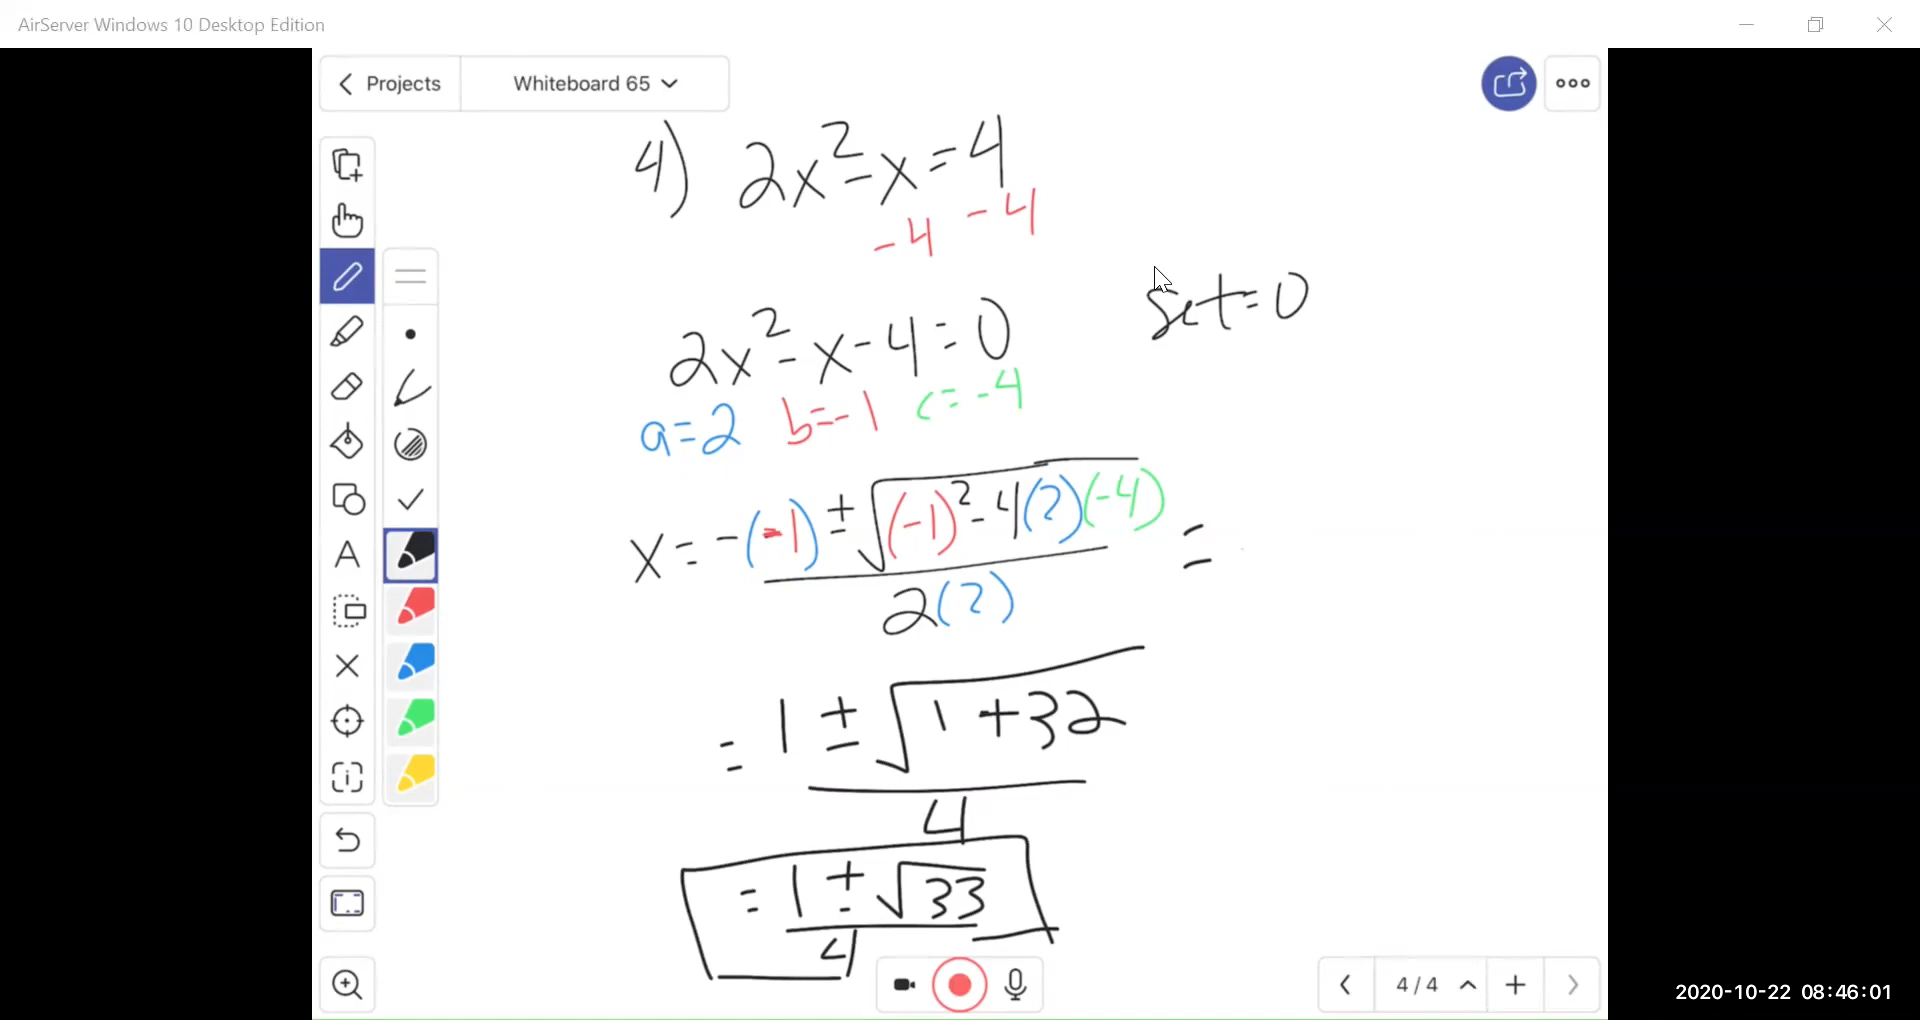 AirServer Windows 10 Desktop Edition
Projects
Whiteboard 65
4) 2x² - x = 4
-4 -4
Set = 0
2x² - x - 4 = 0
a = 2 b = -1 c = -4
x = -(-1) ± √(-1)² - 4(2)(-4) =
2(2)
= 1 ± √1 + 32
4
= 1 ± √33
4
A
4 / 4
2020-10-22 08:46:01